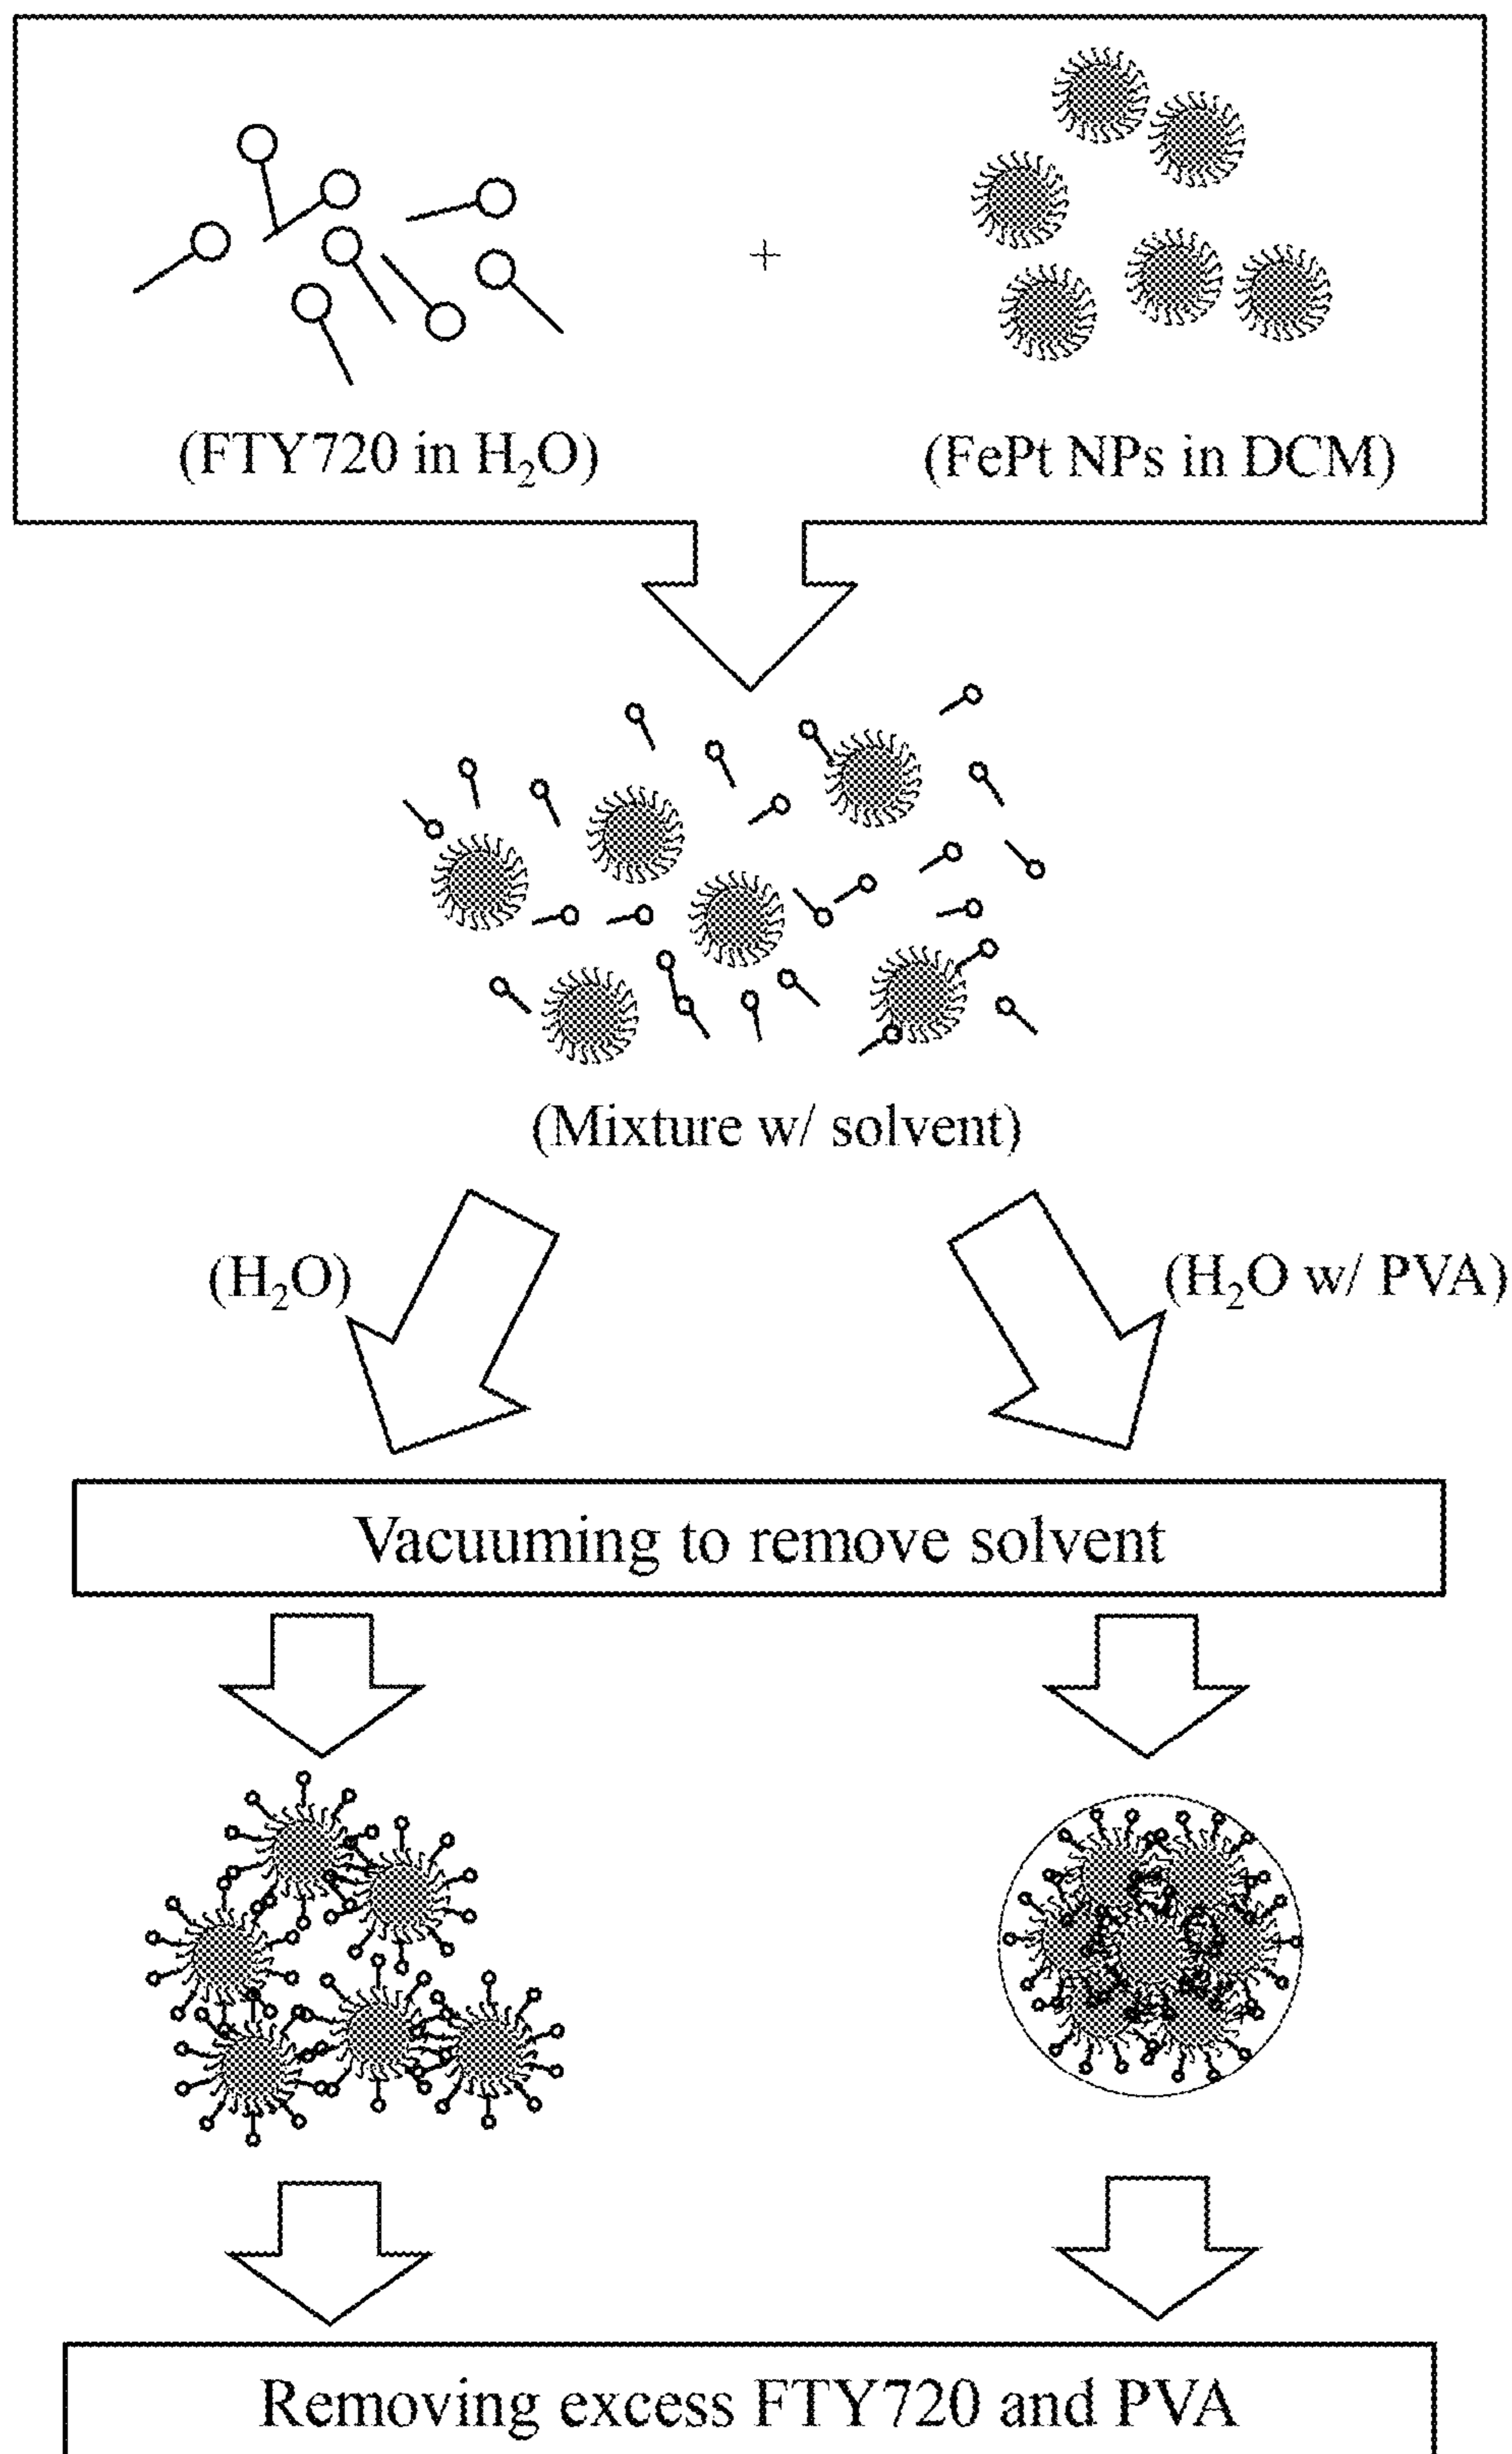 +
(FTY720 in H₂O)
(FePt NPs in DCM)
(Mixture w/ solvent)
(H₂O)
(H₂O w/ PVA)
Vacuuming to remove solvent
Removing excess FTY720 and PVA